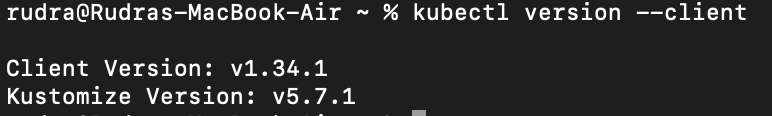 rudra@Rudras-MacBook-Air ~ % kubectl version --client
Client Version: v1.34.1
Kustomize Version: v5.7.1